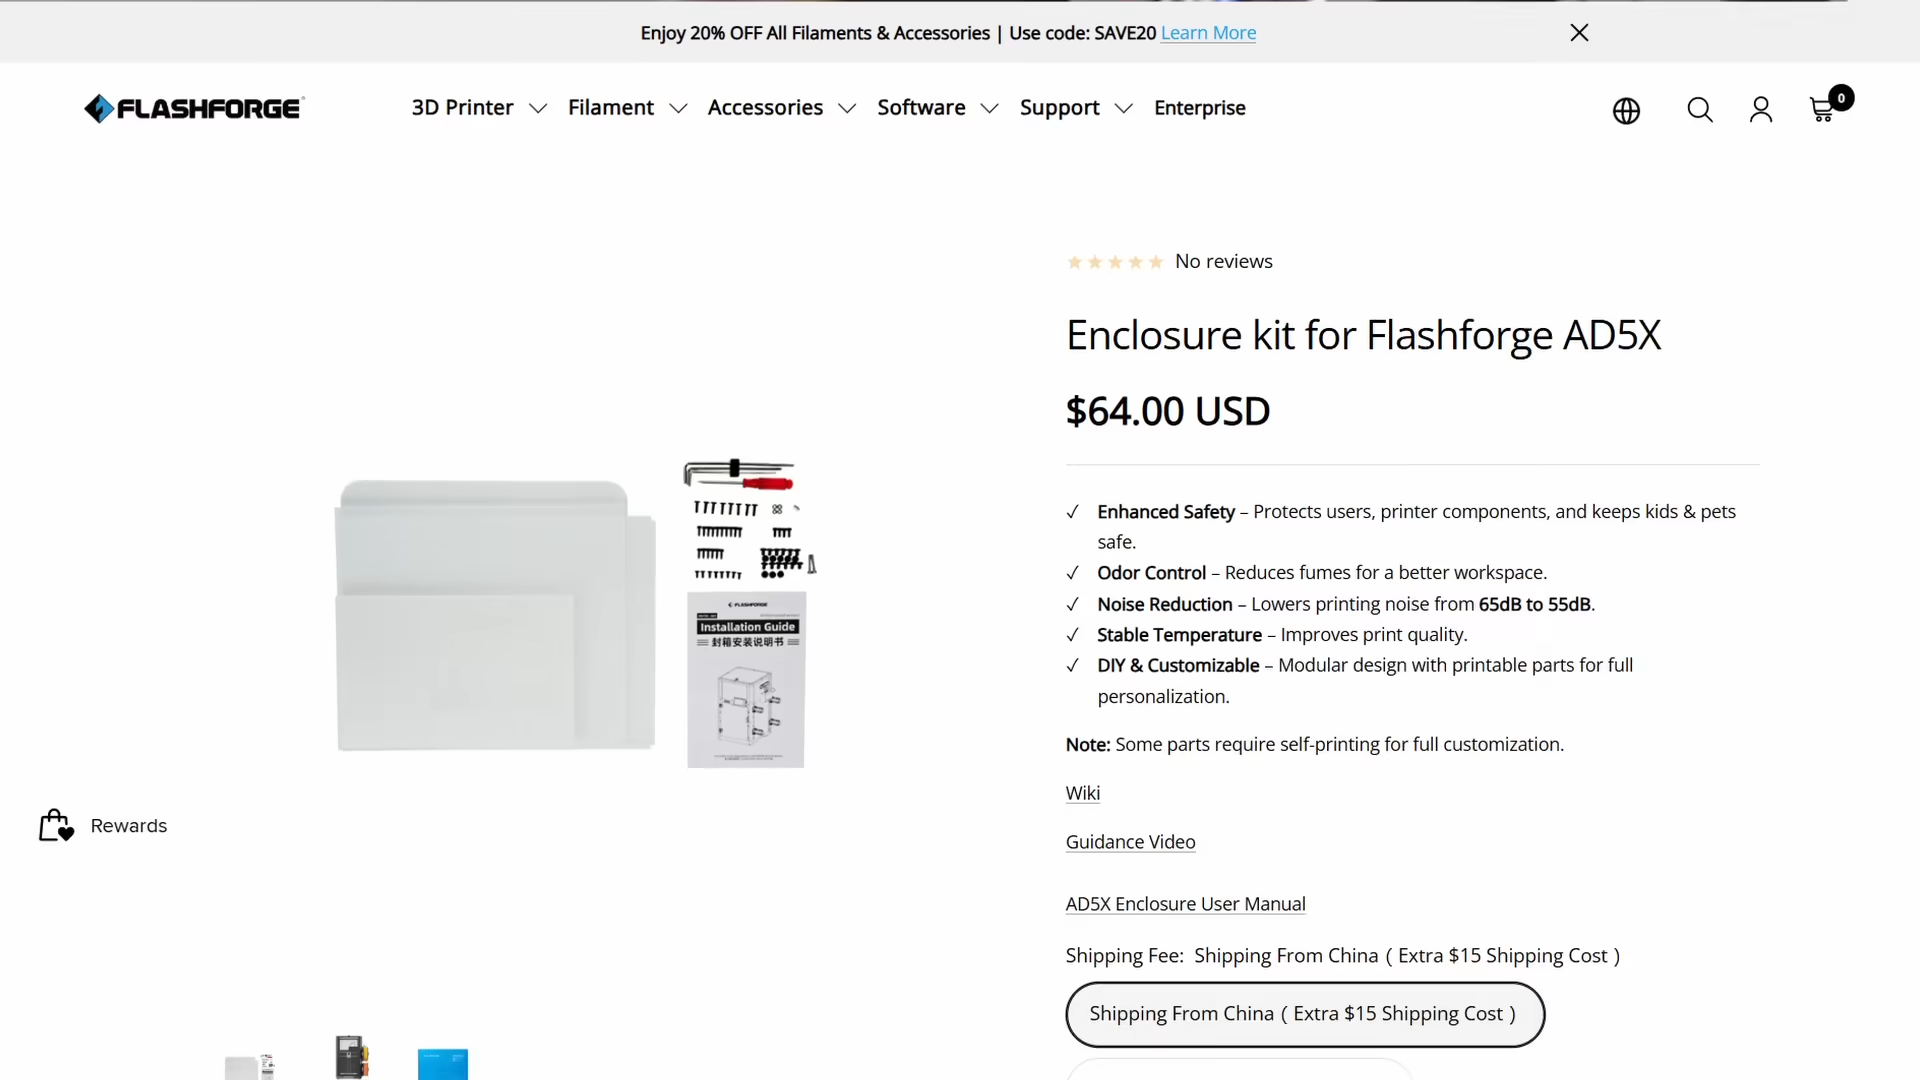 Enjoy 20% OFF All Filaments & Accessories | Use code: SAVE20 Learn More
FLASHFORGE
3D Printer
Filament
Accessories
Software
Support
Enterprise
0
No reviews
Enclosure kit for Flashforge AD5X
$64.00 USD
✓ Enhanced Safety – Protects users, printer components, and keeps kids & pets
safe.
✓ Odor Control – Reduces fumes for a better workspace.
✓ Noise Reduction – Lowers printing noise from 65dB to 55dB.
✓ Stable Temperature – Improves print quality.
✓ DIY & Customizable – Modular design with printable parts for full
personalization.
Note: Some parts require self-printing for full customization.
Wiki
Guidance Video
AD5X Enclosure User Manual
Shipping Fee: Shipping From China ( Extra $15 Shipping Cost )
Shipping From China ( Extra $15 Shipping Cost )
FLASHFORGE
Installation Guide
封箱安装说明书
Rewards